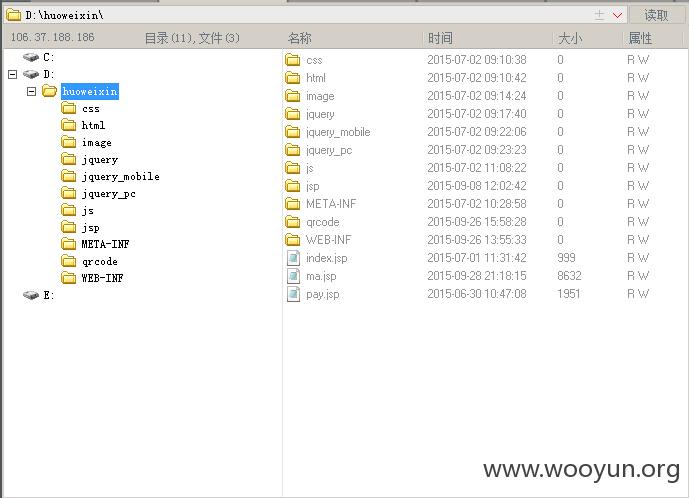 D:\huoweixin\ 读取
106.37.188.186 目录(11),文件(3) 名称 时间 大小 属性
C:
D:
huoweixin
css
html
image
jquery
jquery_mobile
jquery_pc
js
jsp
META-INF
qrcode
WEB-INF
E:
css 2015-07-02 09:10:38 0 R W
html 2015-07-02 09:10:42 0 R W
image 2015-07-02 09:14:24 0 R W
jquery 2015-07-02 09:17:40 0 R W
jquery_mobile 2015-07-02 09:22:06 0 R W
jquery_pc 2015-07-02 09:23:23 0 R W
js 2015-07-02 11:08:22 0 R W
jsp 2015-09-08 12:02:42 0 R W
META-INF 2015-07-02 10:28:58 0 R W
qrcode 2015-09-26 15:58:28 0 R W
WEB-INF 2015-09-26 13:55:33 0 R W
index.jsp 2015-07-01 11:31:42 999 R W
ma.jsp 2015-09-28 21:18:15 8632 R W
pay.jsp 2015-06-30 10:47:08 1951 R W
www.wooyun.org